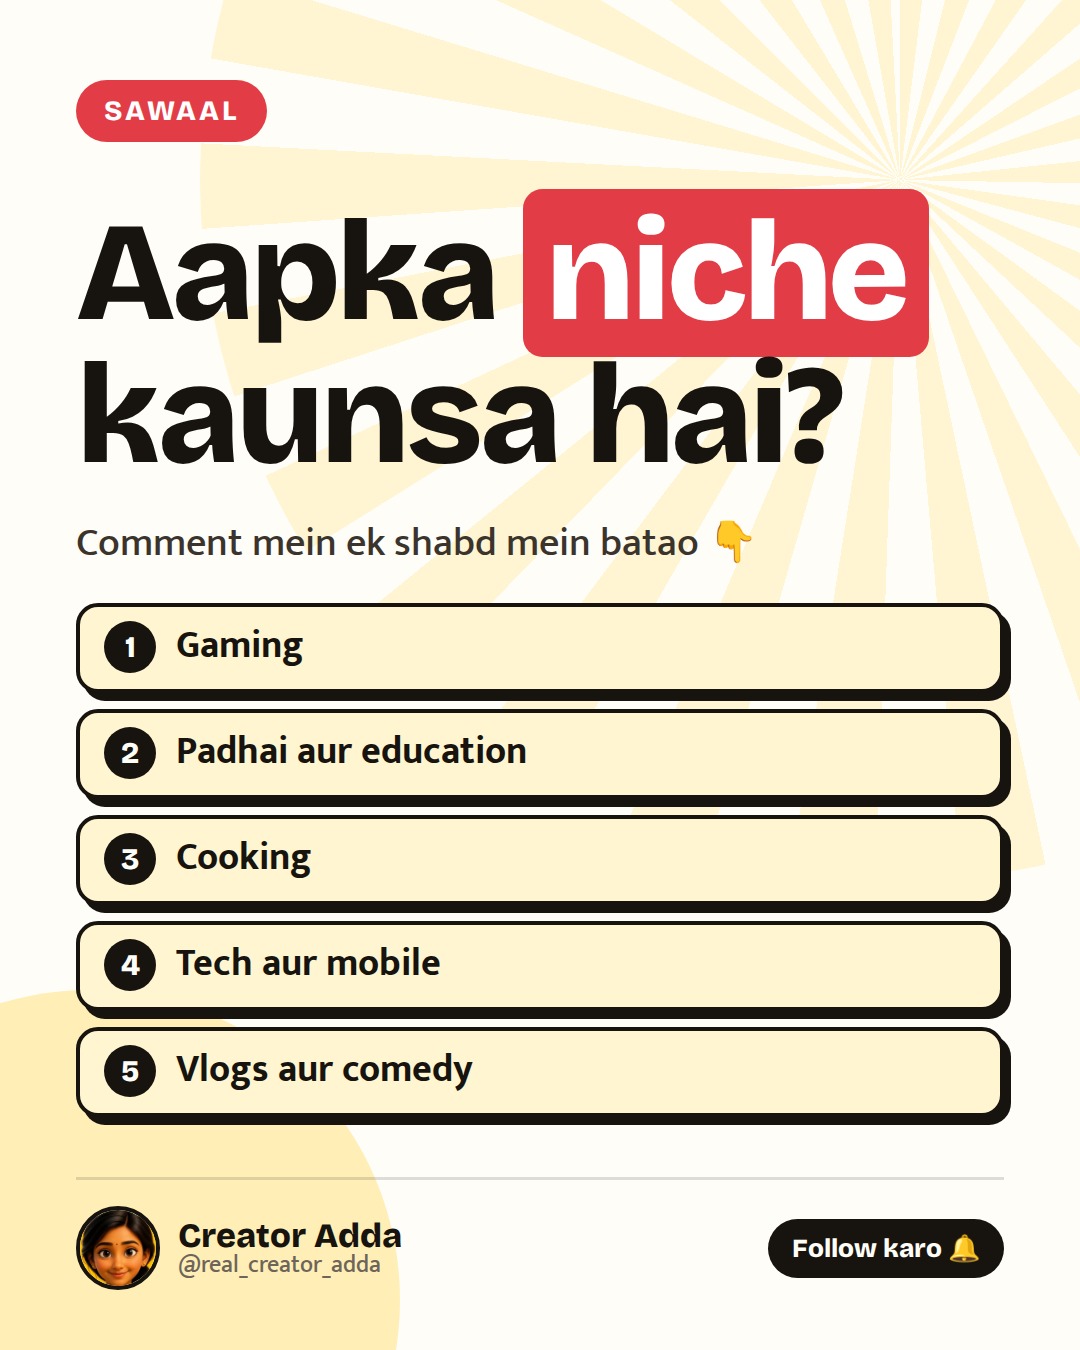 SAWAAL
Aapka niche
kaunsa hai?
Comment mein ek shabd mein batao 👇
1 Gaming
2 Padhai aur education
3 Cooking
4 Tech aur mobile
5 Vlogs aur comedy
Creator Adda
@real_creator_adda
Follow karo 🔔